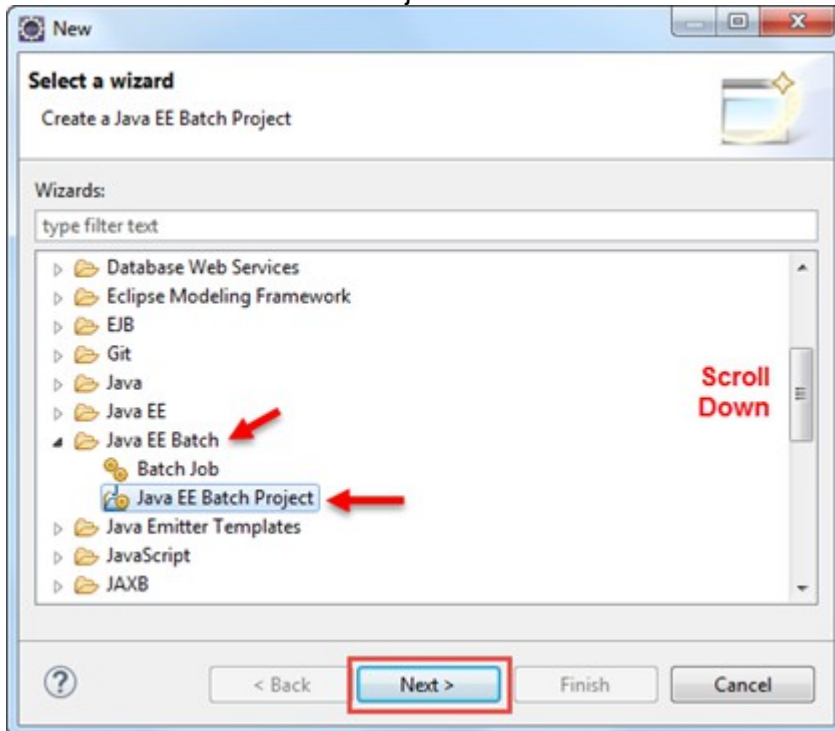 New
Select a wizard
Create a Java EE Batch Project
Wizards:
type filter text
Database Web Services
Eclipse Modeling Framework
EJB
Git
Java
Scroll
Down
Java EE
Java EE Batch
Batch Job
Java EE Batch Project
Java Emitter Templates
JavaScript
JAXB
?
< Back
Next >
Finish
Cancel